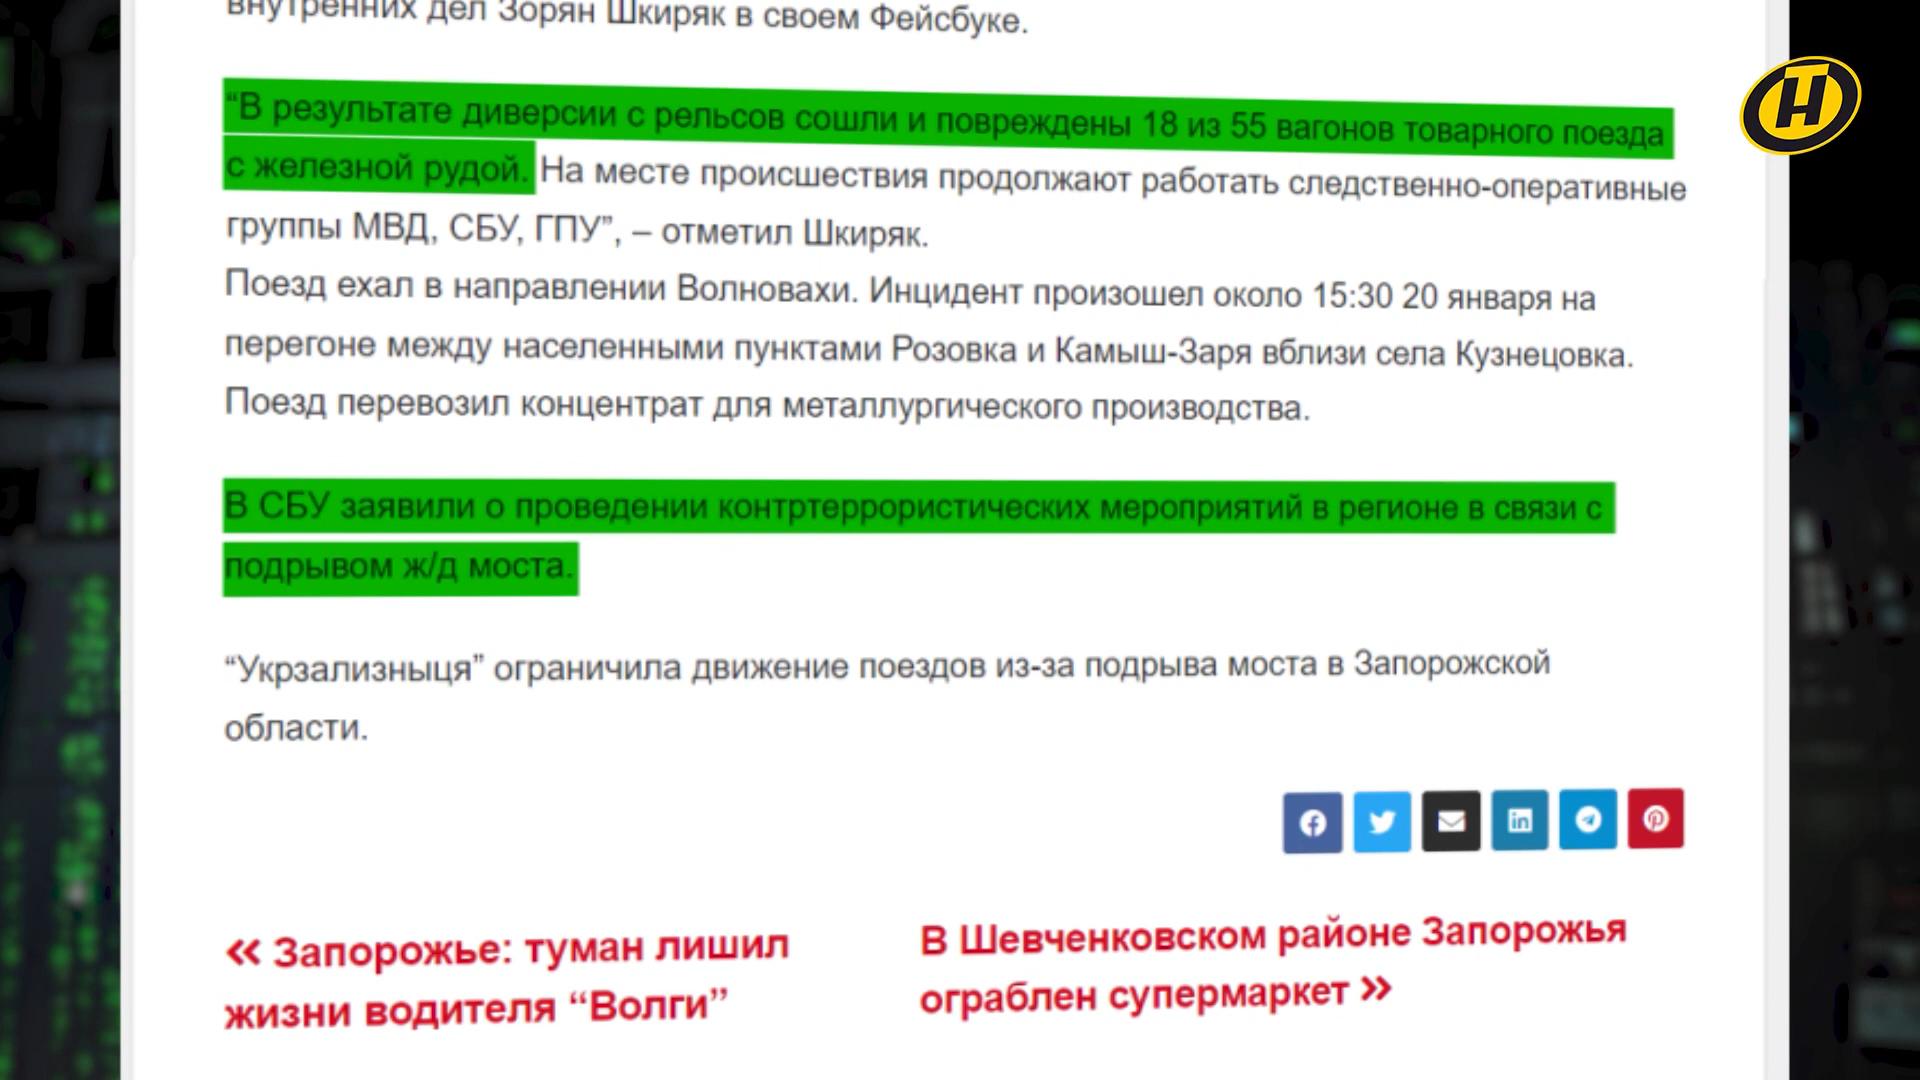 внутренних дел Зорян Шкиряк в своем Фейсбуке.
“В результате диверсии с рельсов сошли и повреждены 18 из 55 вагонов товарного поезда
с железной рудой. На месте происшествия продолжают работать следственно-оперативные
группы МВД, СБУ, ГПУ”, – отметил Шкиряк.
Поезд ехал в направлении Волновахи. Инцидент произошел около 15:30 20 января на
перегоне между населенными пунктами Розовка и Камыш-Заря вблизи села Кузнецовка.
Поезд перевозил концентрат для металлургического производства.
В СБУ заявили о проведении контртеррористических мероприятий в регионе в связи с
подрывом ж/д моста.
“Укрзализныця” ограничила движение поездов из-за подрыва моста в Запорожской
области.
« Запорожье: туман лишил
жизни водителя “Волги”
В Шевченковском районе Запорожья
ограблен супермаркет »
НТ